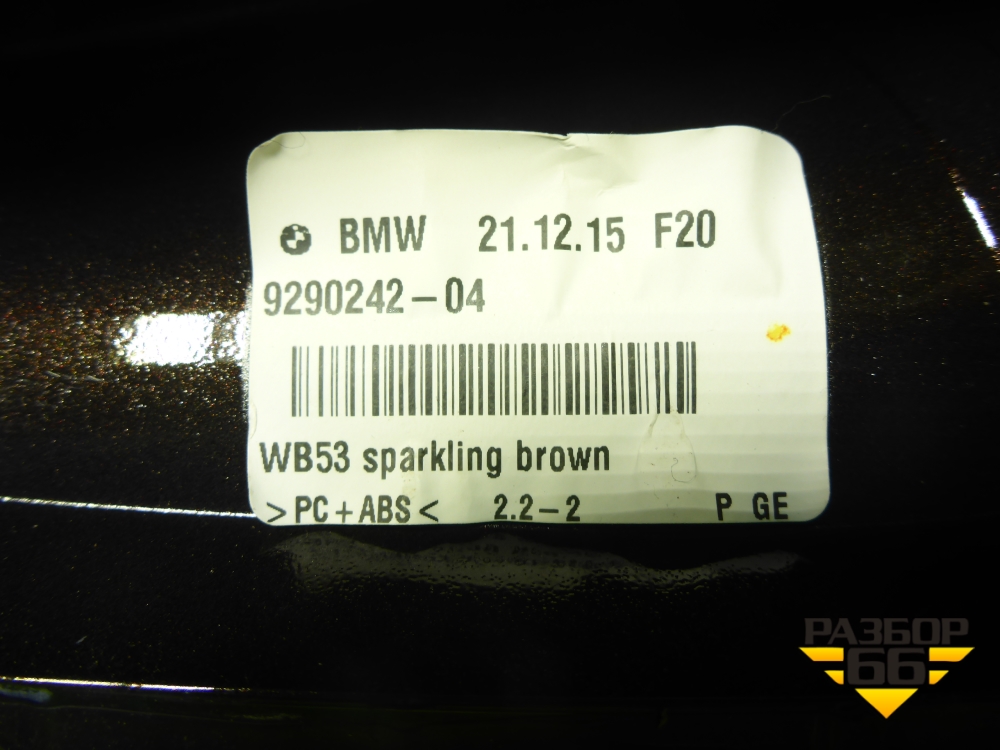 BMW 21.12.15 F20
9290242-04
WB53 sparkling brown
>PC+ABS< 2.2-2 P GE
РАЗБОР
66